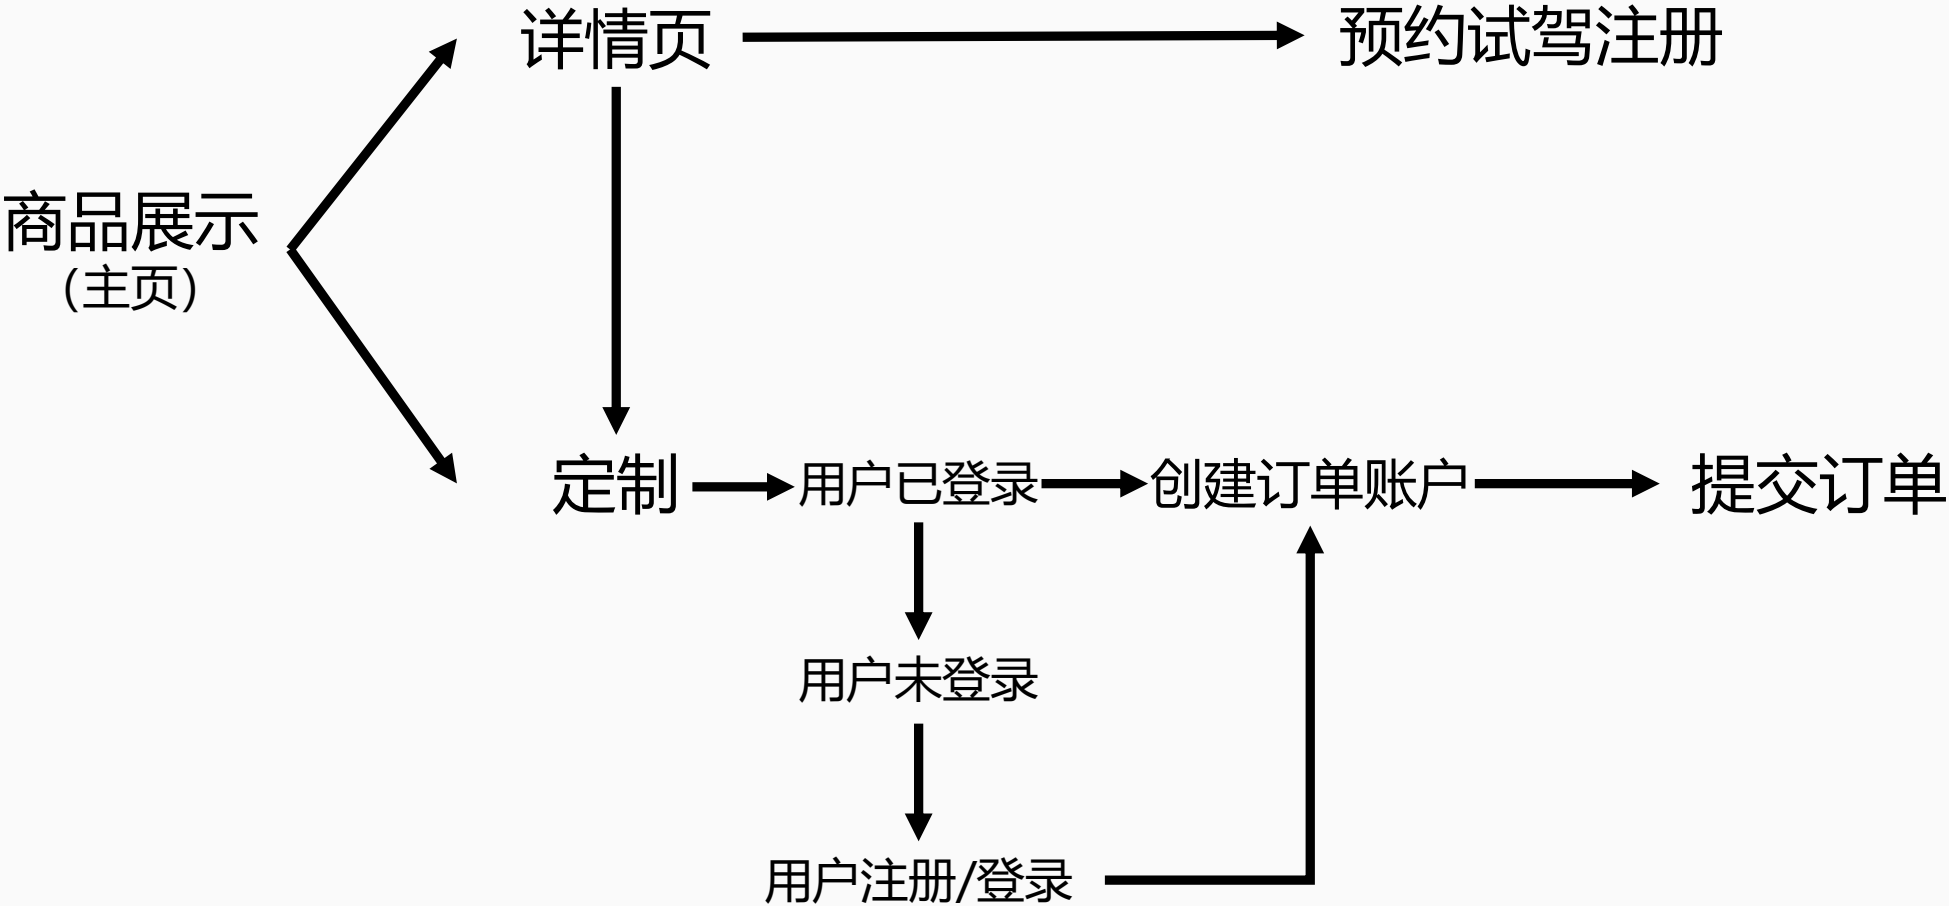 详情页
预约试驾注册
商品展示
（主页）
定制
用户已登录
创建订单账户
提交订单
用户未登录
用户注册/登录